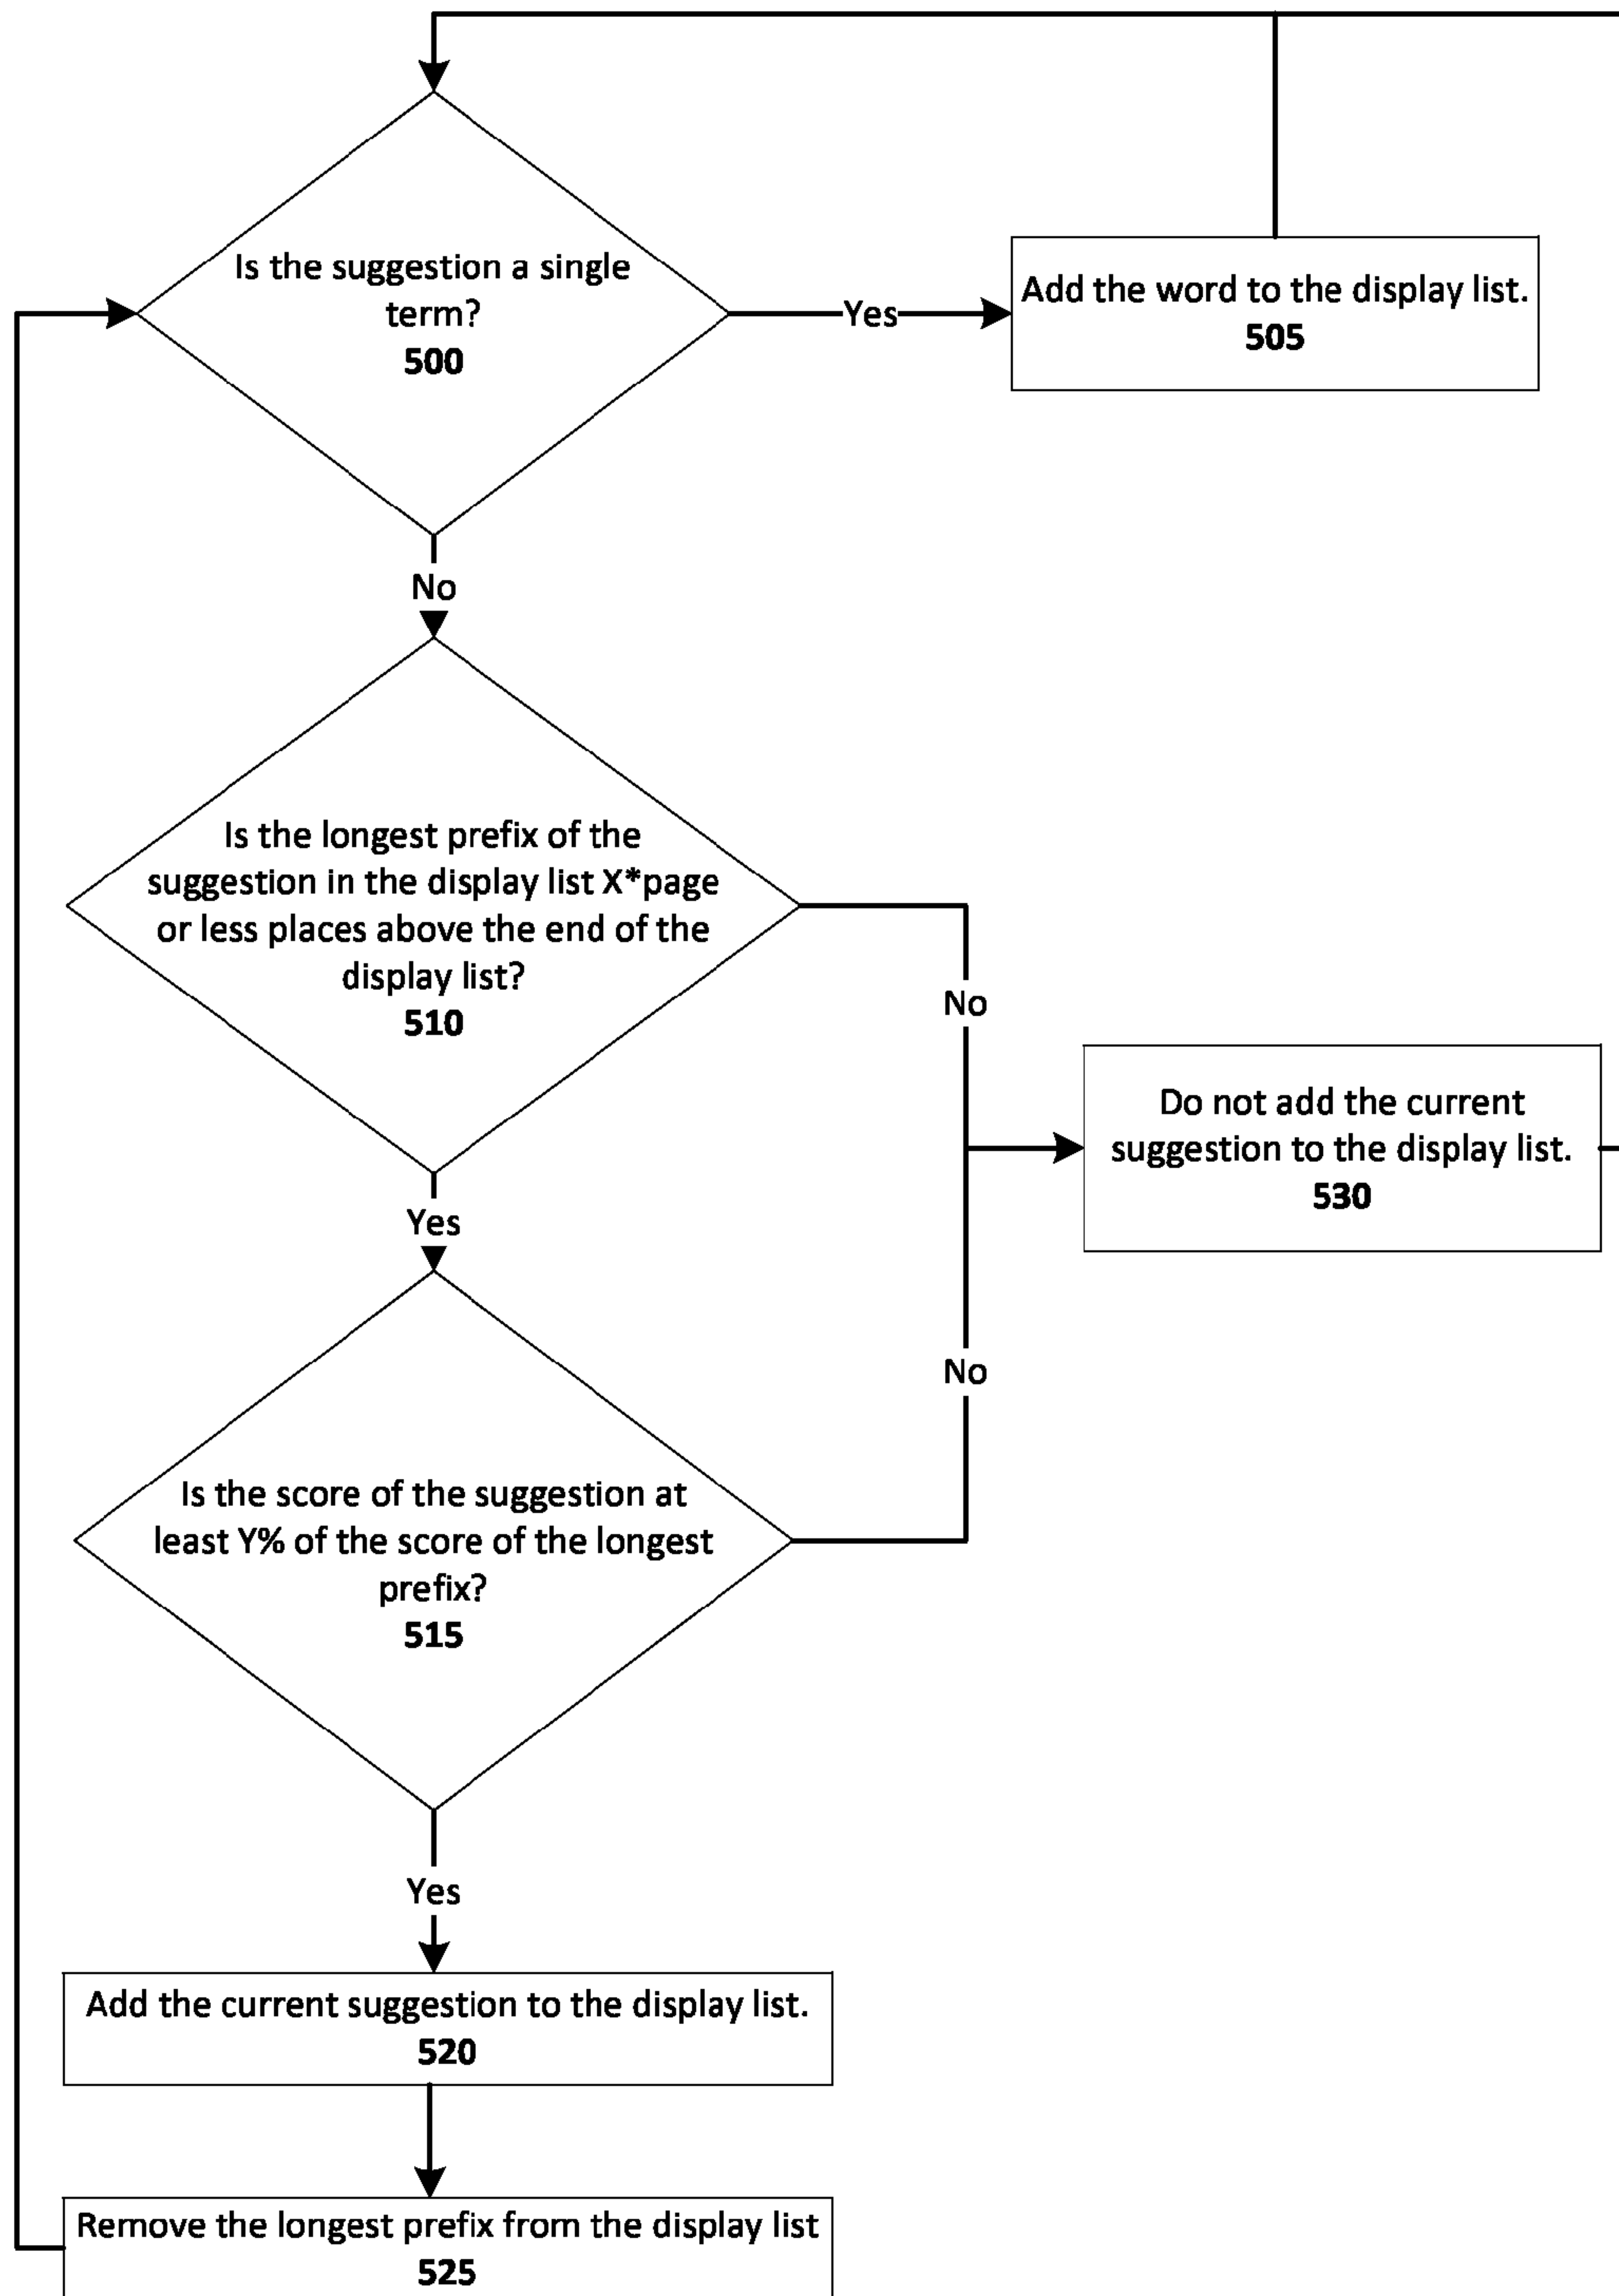 Is the suggestion a single
term?
500
Yes
Add the word to the display list.
505
No
Is the longest prefix of the
suggestion in the display list X*page
or less places above the end of the
display list?
510
No
Do not add the current
suggestion to the display list.
530
Yes
No
Is the score of the suggestion at
least Y% of the score of the longest
prefix?
515
Yes
Add the current suggestion to the display list.
520
Remove the longest prefix from the display list
525